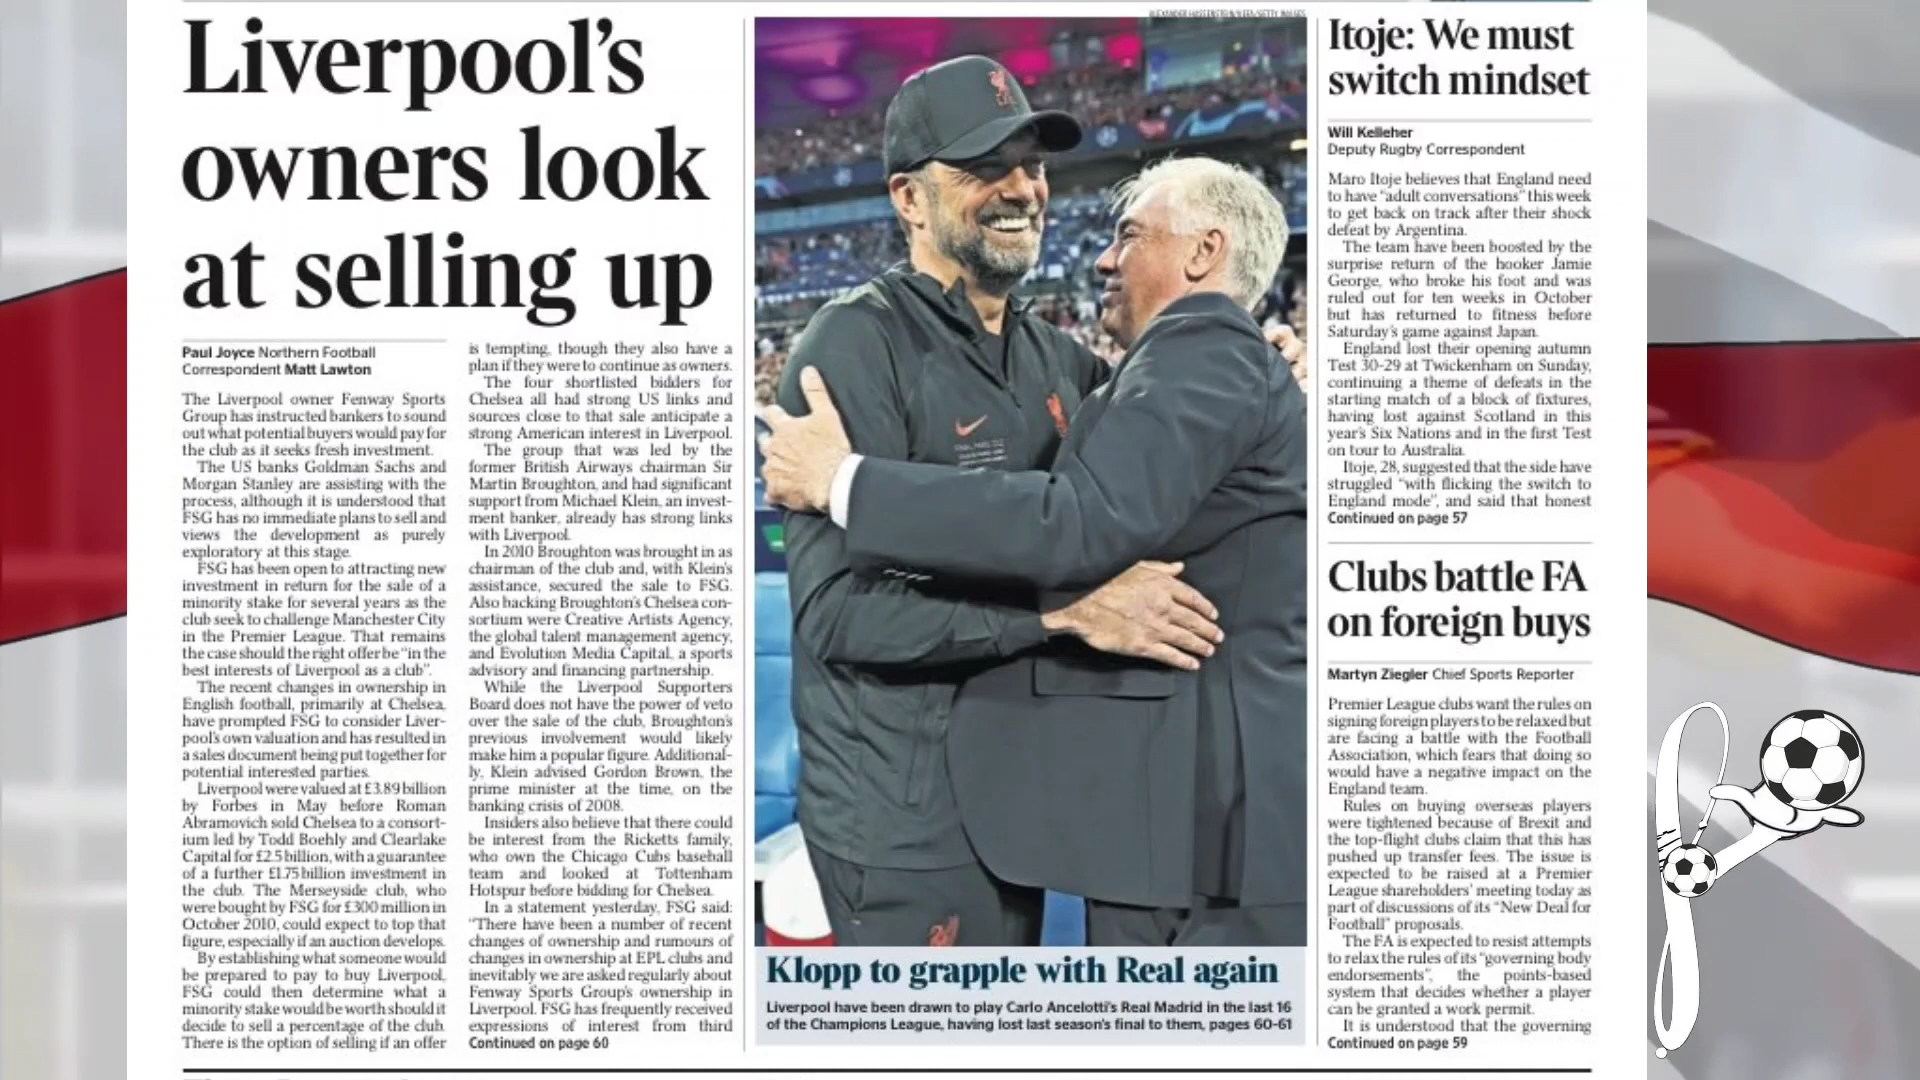 Liverpool's
owners look
at selling up
Paul Joyce Northern Football
Correspondent Matt Lawton
The Liverpool owner Fenway Sports
Group has instructed bankers to sound
out what potential buyers would pay for
the club as it seeks fresh investment.
The US banks Goldman Sachs and
Morgan Stanley are assisting with the
process, although it is understood that
FSG has no immediate plans to sell and
views the development as purely
exploratory at this stage.
FSG has been open to attracting new
investment in return for the sale of a
minority stake for several years as the
club seek to challenge Manchester City
in the Premier League. That remains
the case should the right offer be "in the
best interests of Liverpool as a club".
The recent changes in ownership in
English football, primarily at Chelsea,
have prompted FSG to consider Liver-
pool's own valuation and has resulted in
a sales document being put together for
potential interested parties.
Liverpool were valued at £3.89 billion
by Forbes in May before Roman
Abramovich sold Chelsea to a consort-
ium led by Todd Boehly and Clearlake
Capital for £2.5 billion, with a guarantee
of a further £1.75 billion investment in
the club. The Merseyside club, who
were bought by FSG for £300 million in
October 2010, could expect to top that
figure, especially if an auction develops.
By establishing what someone would
be prepared to pay to buy Liverpool,
FSG could then determine what a
minority stake would be worth should it
decide to sell a percentage of the club.
There is the option of selling if an offer
is tempting, though they also have a
plan if they were to continue as owners.
The four shortlisted bidders for
Chelsea all had strong US links and
sources close to that sale anticipate a
strong American interest in Liverpool.
The group that was led by the
former British Airways chairman Sir
Martin Broughton, and had significant
support from Michael Klein, an invest-
ment banker, already has strong links
with Liverpool.
In 2010 Broughton was brought in as
chairman of the club and, with Klein's
assistance, secured the sale to FSG.
Also backing Broughton's Chelsea con-
sortium were Creative Artists Agency,
the global talent management agency,
and Evolution Media Capital, a sports
advisory and financing partnership.
While the Liverpool Supporters
Board does not have the power of veto
over the sale of the club, Broughton's
previous involvement would likely
make him a popular figure. Additional-
ly, Klein advised Gordon Brown, the
prime minister at the time, on the
banking crisis of 2008.
Insiders also believe that there could
be interest from the Ricketts family,
who own the Chicago Cubs baseball
team and looked at Tottenham
Hotspur before bidding for Chelsea.
In a statement yesterday, FSG said:
"There have been a number of recent
changes of ownership and rumours of
changes in ownership at EPL clubs and
inevitably we are asked regularly about
Fenway Sports Group's ownership in
Liverpool. FSG has frequently received
expressions of interest from third
Continued on page 60
Klopp to grapple with Real again
Liverpool have been drawn to play Carlo Ancelotti's Real Madrid in the last 16
of the Champions League, having lost last season's final to them, pages 60-61
Itoje: We must
switch mindset
Will Kelleher
Deputy Rugby Correspondent
Maro Itoje believes that England need
to have "adult conversations" this week
to get back on track after their shock
defeat by Argentina.
The team have been boosted by the
surprise return of the hooker Jamie
George, who broke his foot and was
ruled out for ten weeks in October
but has returned to fitness before
Saturday's game against Japan.
England lost their opening autumn
Test 30-29 at Twickenham on Sunday,
continuing a theme of defeats in the
starting match of a block of fixtures,
having lost against Scotland in this
year's Six Nations and in the first Test
on tour to Australia.
Itoje, 28, suggested that the side have
struggled "with flicking the switch to
England mode", and said that honest
Continued on page 57
Clubs battle FA
on foreign buys
Martyn Ziegler Chief Sports Reporter
Premier League clubs want the rules on
signing foreign players to be relaxed but
are facing a battle with the Football
Association, which fears that doing so
would have a negative impact on the
England team.
Rules on buying overseas players
were tightened because of Brexit and
the top-flight clubs claim that this has
pushed up transfer fees. The issue is
expected to be raised at a Premier
League shareholders' meeting today as
part of discussions of its "New Deal for
Football" proposals.
The FA is expected to resist attempts
to relax the rules of its "governing body
endorsements", the points-based
system that decides whether a player
can be granted a work permit.
It is understood that the governing
Continued on page 59